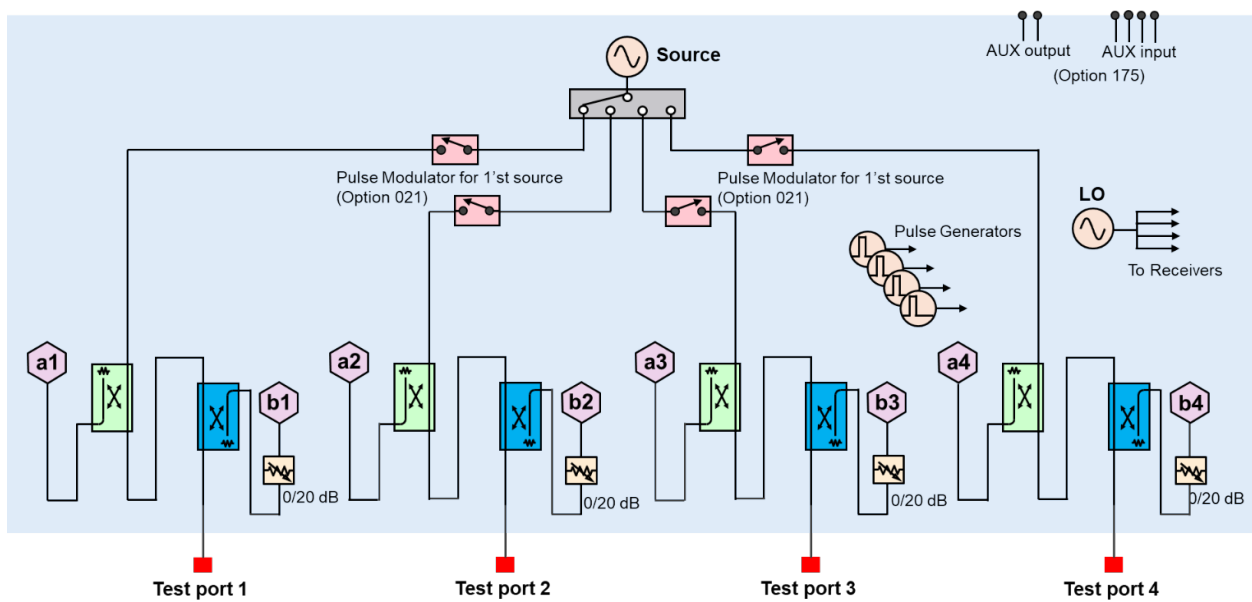 Source
AUX output
AUX input
(Option 175)
Pulse Modulator for 1'st source
(Option 021)
Pulse Modulator for 1'st source
(Option 021)
LO
Pulse Generators
To Receivers
a1
a2
a3
a4
b1
b2
b3
b4
0/20 dB
0/20 dB
0/20 dB
0/20 dB
Test port 1
Test port 2
Test port 3
Test port 4